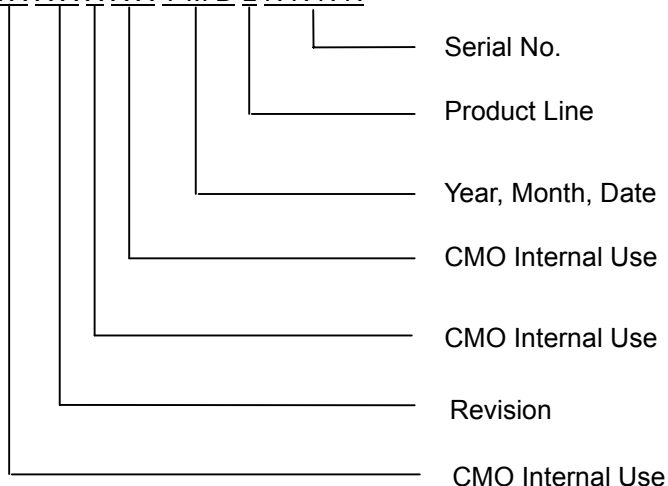 Serial No.
Product Line
Year, Month, Date
CMO Internal Use
CMO Internal Use
Revision
CMO Internal Use